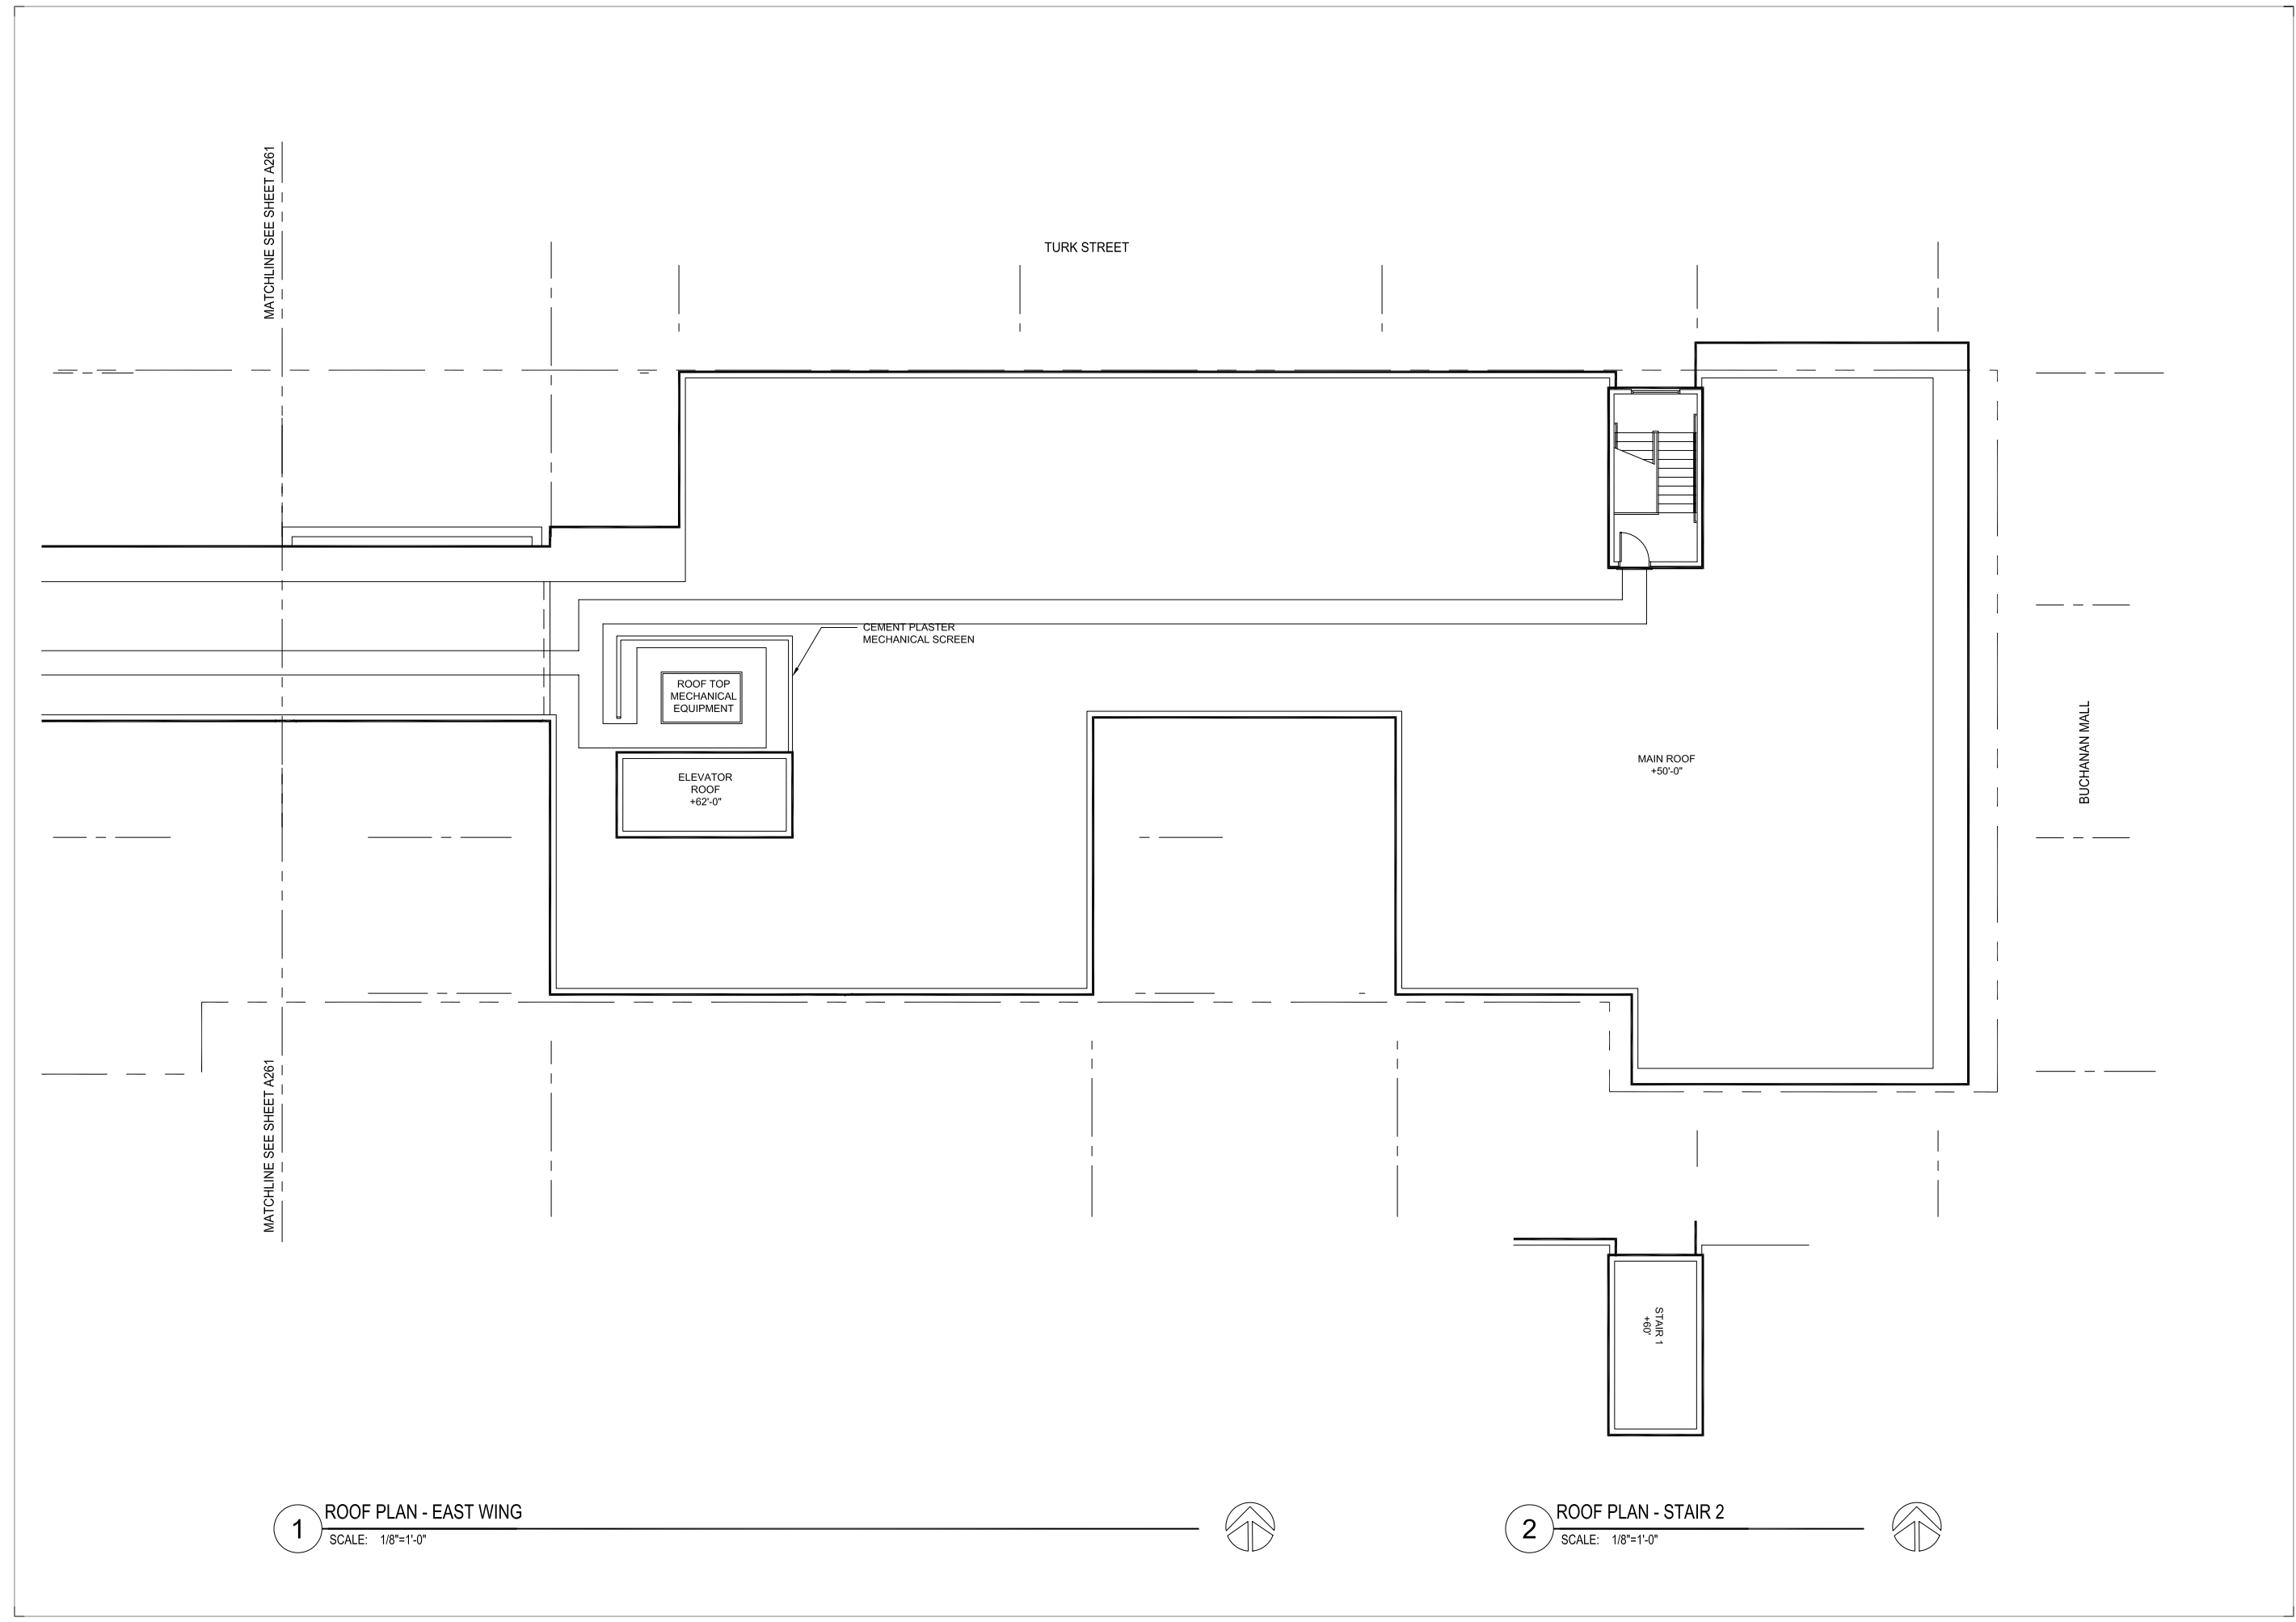 MATCHLINE SEE SHEET A261
TURK STREET
CEMENT PLASTER
MECHANICAL SCREEN
ROOF TOP
MECHANICAL
EQUIPMENT
ELEVATOR
ROOF
+62'-0"
MAIN ROOF
+50'-0"
BUCHANAN MALL
MATCHLINE SEE SHEET A261
STAIR 1
+60'
1
ROOF PLAN - EAST WING
SCALE: 1/8"=1'-0"
2
ROOF PLAN - STAIR 2
SCALE: 1/8"=1'-0"